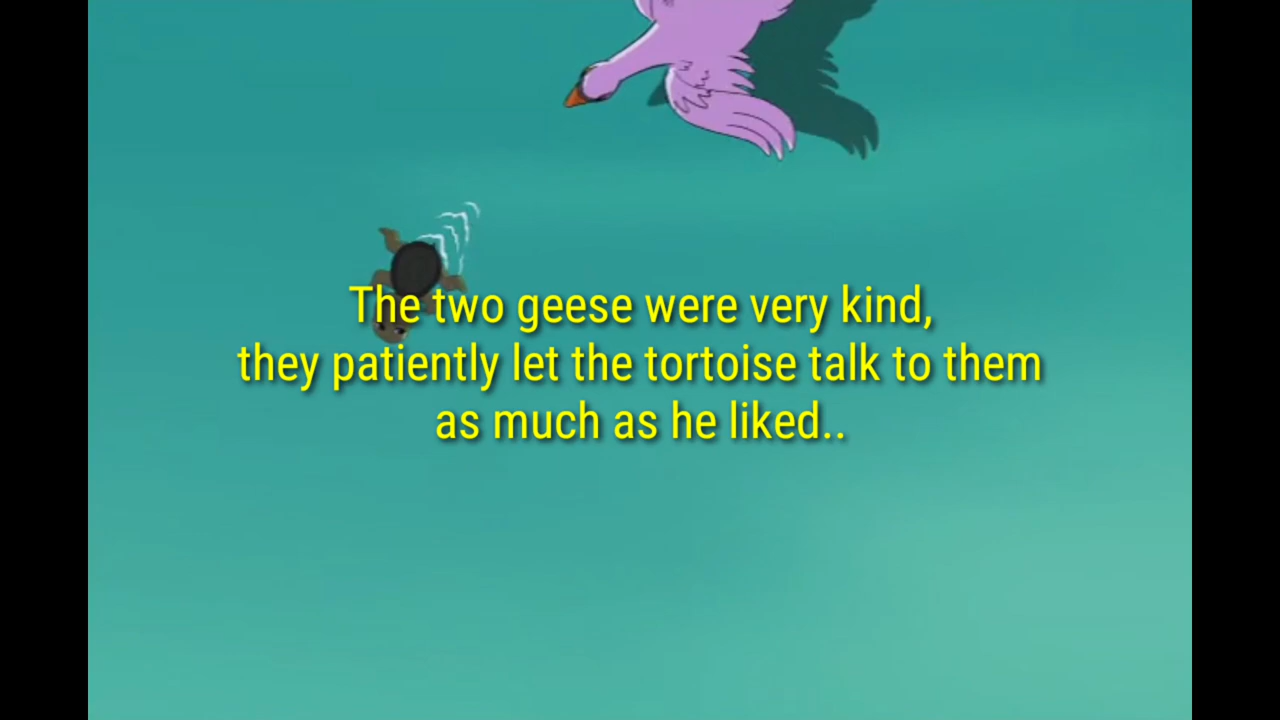 The two geese were very kind,
they patiently let the tortoise talk to them
as much as he liked..